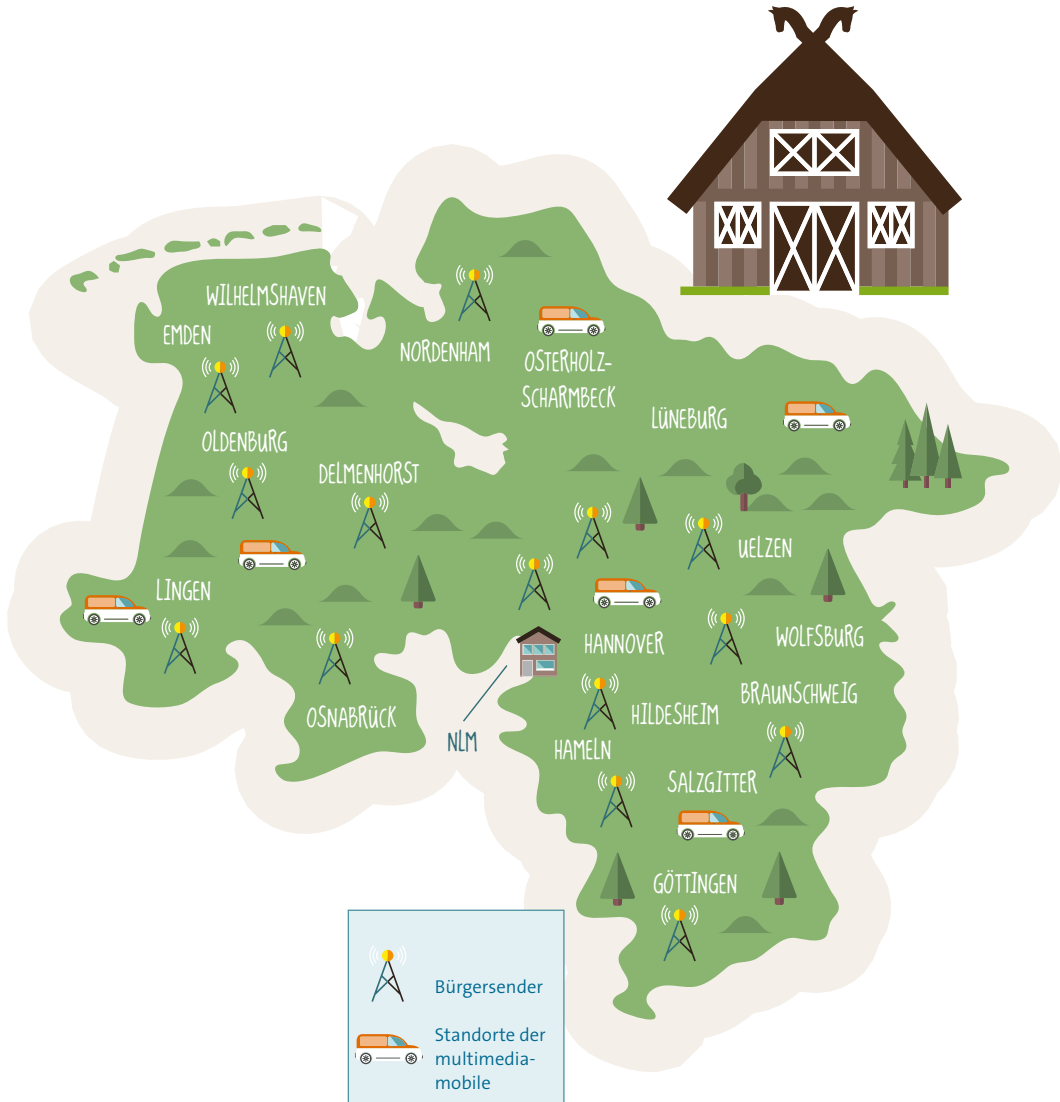 WILHELMSHAVEN
EMDEN
NORDENHAM
OSTERHOLZ-
SCHARMBECK
LÜNEBURG
OLDENBURG
DELMENHORST
UELZEN
LINGEN
HANNOVER
WOLFSBURG
BRAUNSCHWEIG
OSNABRÜCK
HILDESHEIM
NLM
HAMELN
SALZGITTER
GÖTTINGEN
Bürgersender
Standorte der
multimedia-
mobile